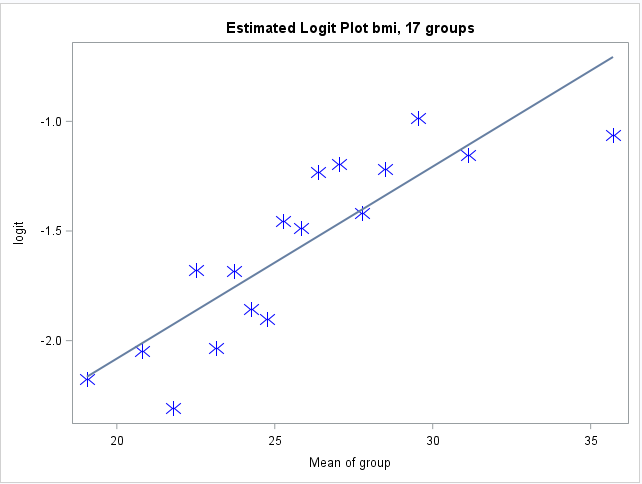 Estimated Logit Plot bmi, 17 groups
-1.0
-1.5
-2.0
logit
20 25 30 35
Mean of group